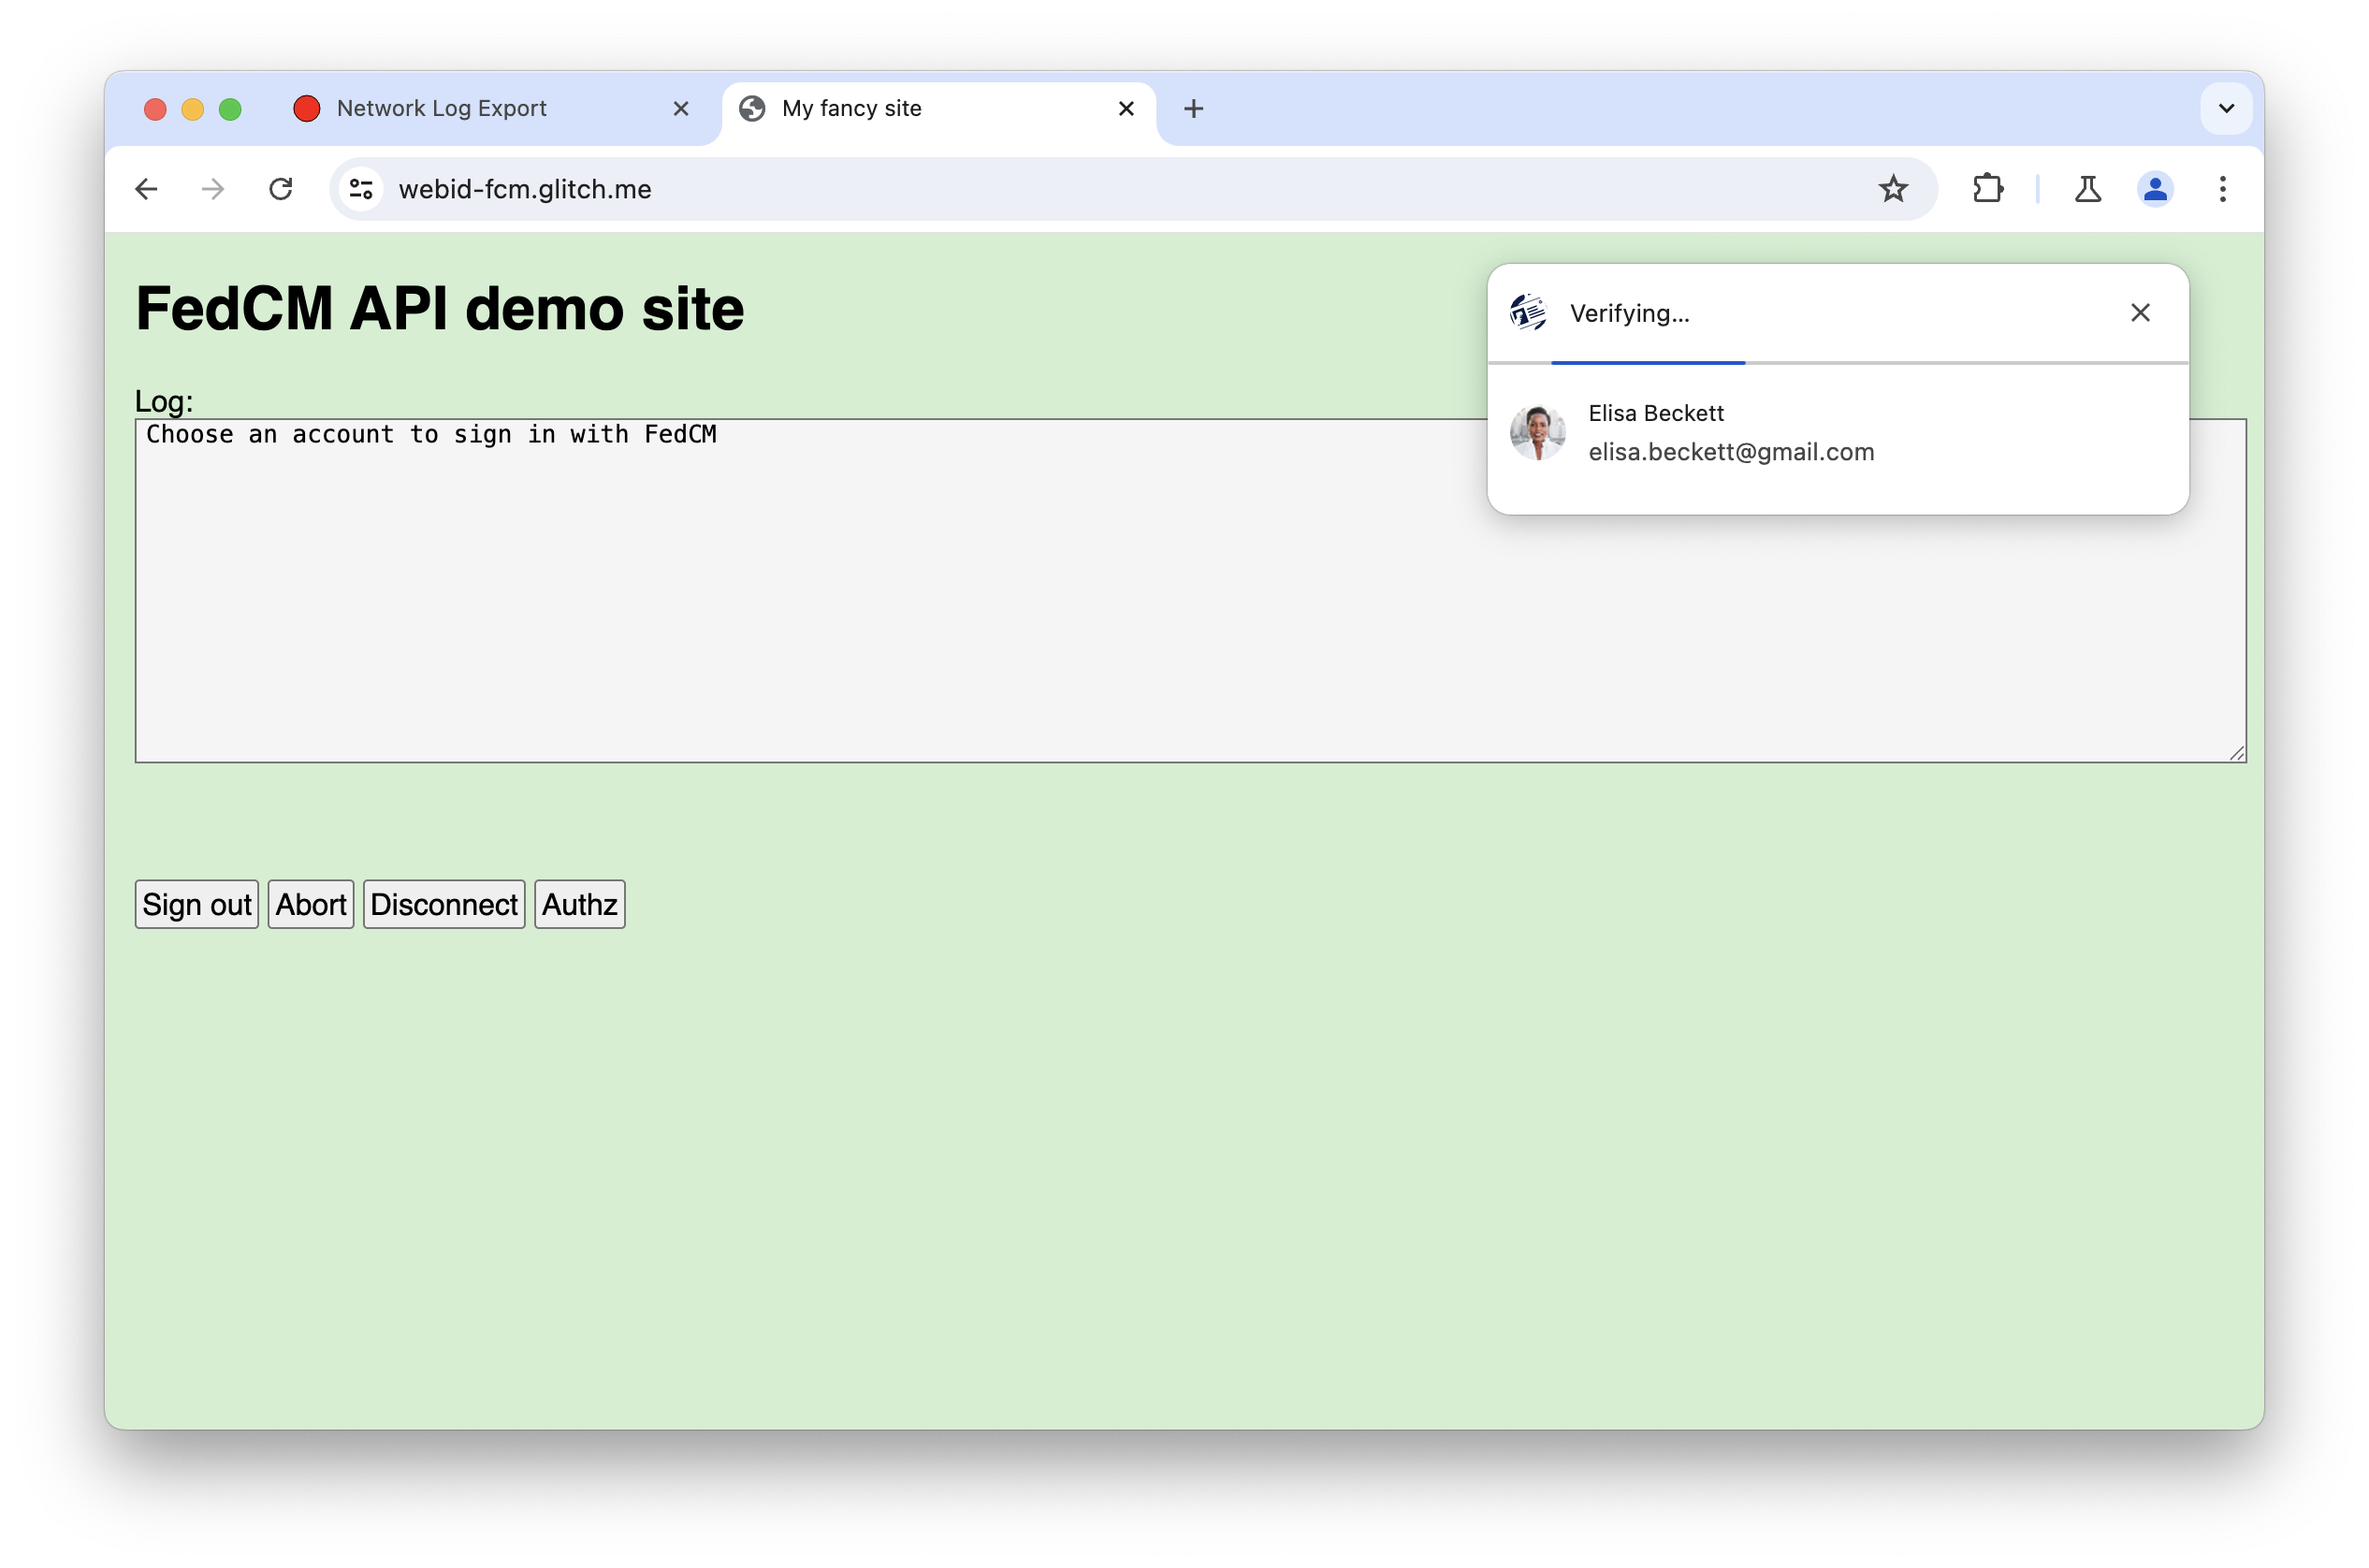 Network Log Export
My fancy site
webid-fcm.glitch.me
FedCM API demo site
Verifying...
Elisa Beckett
elisa.beckett@gmail.com
Log:
Choose an account to sign in with FedCM
Sign out Abort Disconnect Authz